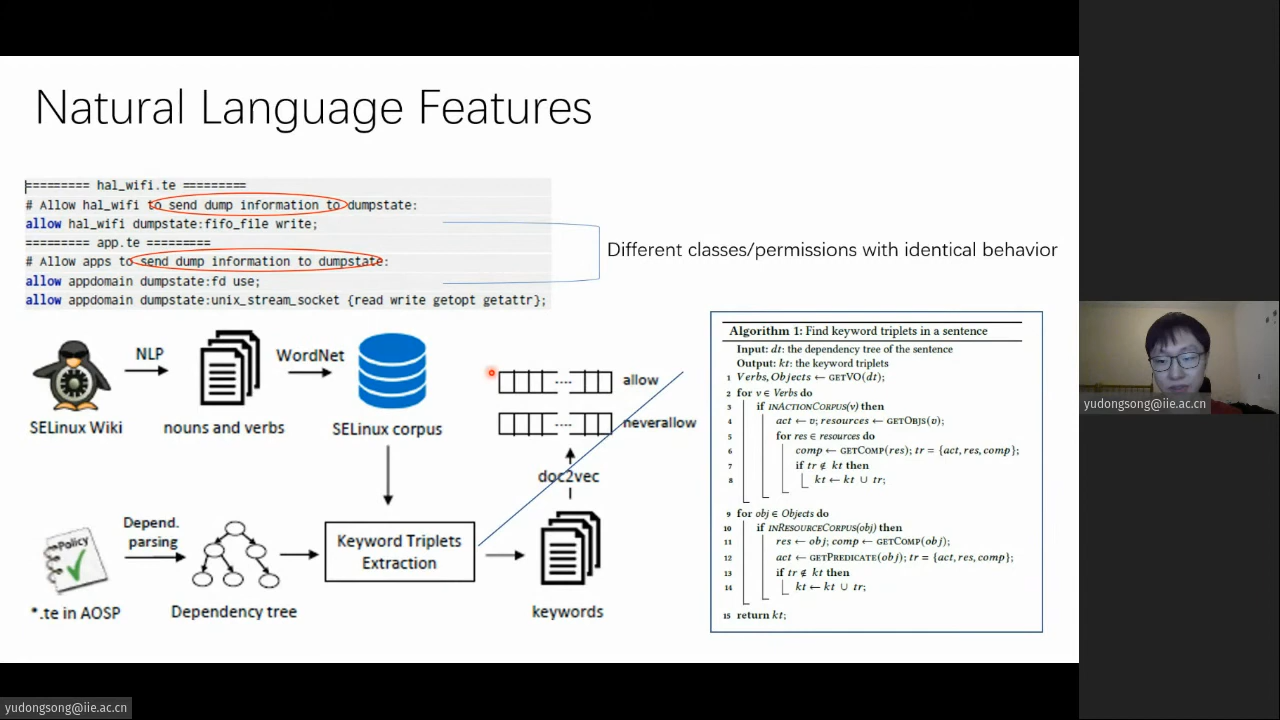 Natural Language Features
========= hal_wifi.te =========
# Allow hal_wifi to send dump information to dumpstate:
allow hal_wifi dumpstate:fifo_file write;
========= app.te =========
# Allow apps to send dump information to dumpstate:
allow appdomain dumpstate:fd use;
allow appdomain dumpstate:unix_stream_socket {read write getopt getattr};
Different classes/permissions with identical behavior
NLP
WordNet
SELinux Wiki
nouns and verbs
SELinux corpus
allow
neverallow
doc2vec
Policy
Depend.
parsing
Keyword Triplets
Extraction
*.te in AOSP
Dependency tree
keywords
Algorithm 1: Find keyword triplets in a sentence
Input: dt: the dependency tree of the sentence
Output: kt: the keyword triplets
1 Verbs, Objects ← GETVO(dt);
2 for v ∈ Verbs do
3 if INACTIONCORPUS(v) then
4 act ← v; resources ← GETOBJS(v);
5 for res ∈ resources do
6 comp ← GETCOMP(res); tr = {act, res, comp};
7 if tr ∉ kt then
8 kt ← kt ∪ tr;
9 for obj ∈ Objects do
10 if INRESOURCECORPUS(obj) then
11 res ← obj; comp ← GETCOMP(obj);
12 act ← GETPREDICATE(obj); tr = {act, res, comp};
13 if tr ∉ kt then
14 kt ← kt ∪ tr;
15 return kt;
yudongsong@iie.ac.cn
yudongsong@iie.ac.cn